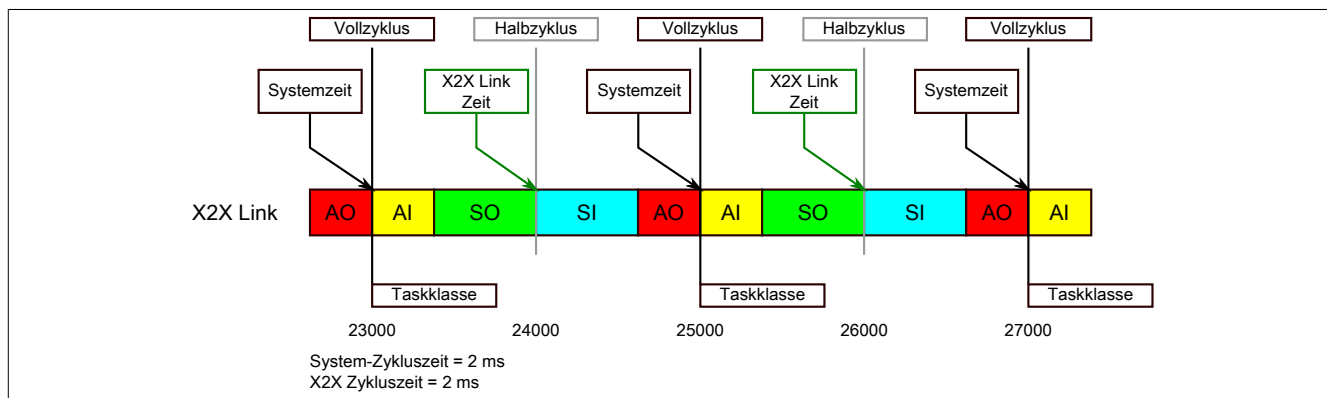 Vollzyklus Halbzyklus Vollzyklus Halbzyklus Vollzyklus
Systemzeit X2X Link Zeit Systemzeit X2X Link Zeit Systemzeit
X2X Link AO AI SO SI AO AI SO SI AO AI
Taskklasse Taskklasse Taskklasse
23000 24000 25000 26000 27000
System-Zykluszeit = 2 ms
X2X Zykluszeit = 2 ms